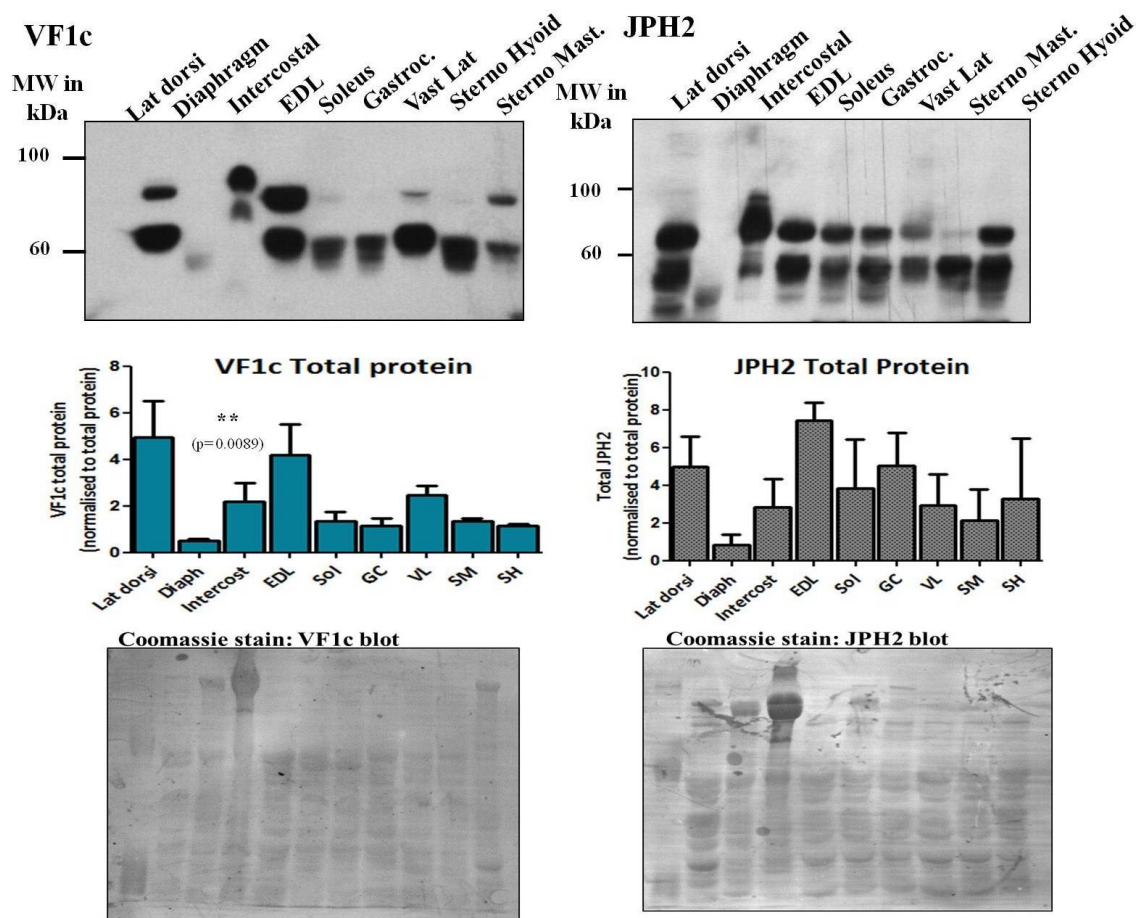 VF1c
MW in
kDa
Lat dorsi
Diaphragm
Intercostal
EDL
Soleus
Gastroc.
Vast Lat
Sterno Hyoid
Sterno Mast.
100
60
JPH2
MW in
kDa
Lat dorsi
Diaphragm
Intercostal
EDL
Soleus
Gastroc.
Vast Lat
Sterno Mast.
Sterno Hyoid
100
60
VF1c Total protein
VF1c total protein
(normalised to total protein)
8
6
4
2
0
**
(p=0.0089)
Lat dorsi
Diaph
Intercost
EDL
Sol
GC
VL
SM
SH
JPH2 Total Protein
Total JPH2
(normalised to total protein)
10
8
6
4
2
0
Lat dorsi
Diaph
Intercost
EDL
Sol
GC
VL
SM
SH
Coomassie stain: VF1c blot
Coomassie stain: JPH2 blot